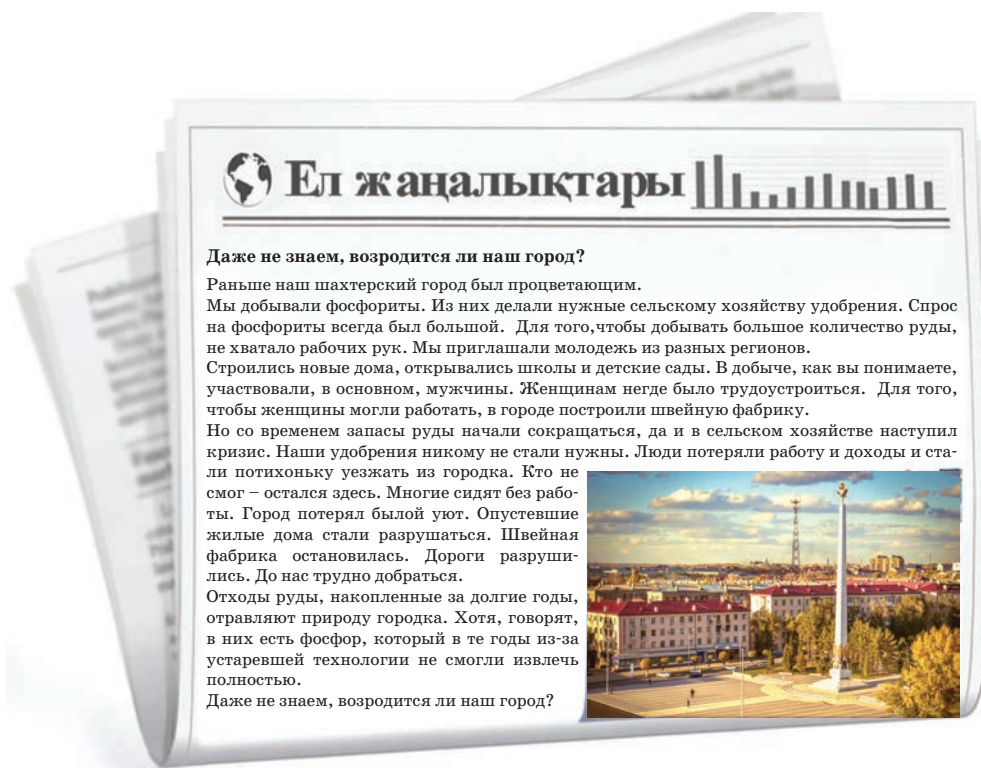 Ел жаңалықтары
Даже не знаем, возродится ли наш город?
Раньше наш шахтерский город был процветающим.
Мы добывали фосфориты. Из них делали нужные сельскому хозяйству удобрения. Спрос
на фосфориты всегда был большой. Для того,чтобы добывать большое количество руды,
не хватало рабочих рук. Мы приглашали молодежь из разных регионов.
Строились новые дома, открывались школы и детские сады. В добыче, как вы понимаете,
участвовали, в основном, мужчины. Женщинам негде было трудоустроиться. Для того,
чтобы женщины могли работать, в городе построили швейную фабрику.
Но со временем запасы руды начали сокращаться, да и в сельском хозяйстве наступил
кризис. Наши удобрения никому не стали нужны. Люди потеряли работу и доходы и ста-
ли потихоньку уезжать из городка. Кто не
смог – остался здесь. Многие сидят без рабо-
ты. Город потерял былой уют. Опустевшие
жилые дома стали разрушаться. Швейная
фабрика остановилась. Дороги разруши-
лись. До нас трудно добраться.
Отходы руды, накопленные за долгие годы,
отравляют природу городка. Хотя, говорят,
в них есть фосфор, который в те годы из-за
устаревшей технологии не смогли извлечь
полностью.
Даже не знаем, возродится ли наш город?